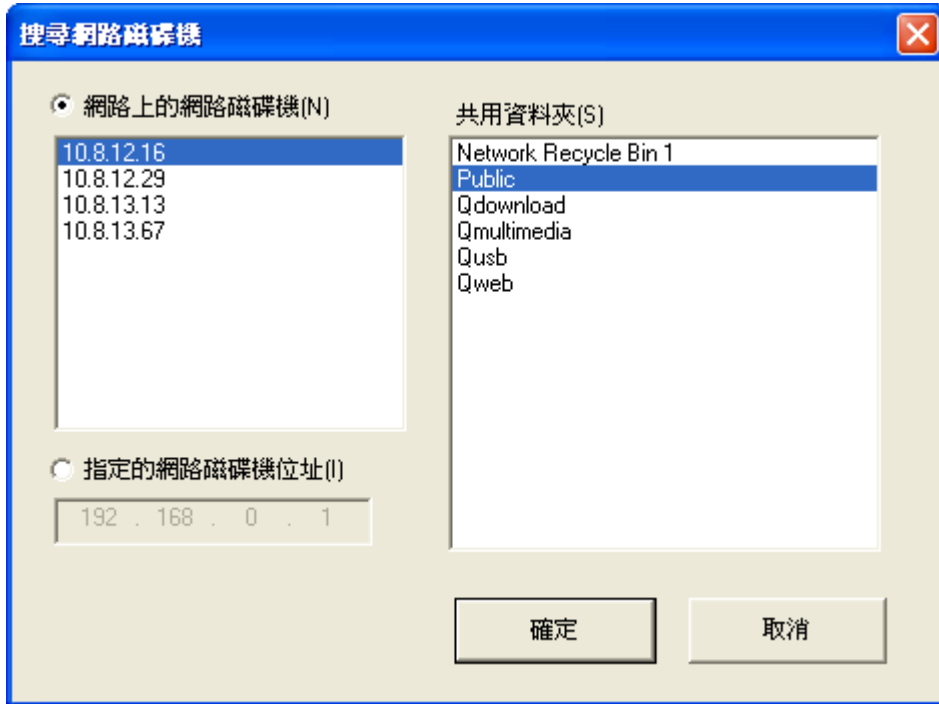 搜尋網路磁碟機
網路上的網路磁碟機(N)
10.8.12.16
10.8.12.29
10.8.13.13
10.8.13.67
指定的網路磁碟機位址(I)
192 . 168 . 0 . 1
共用資料夾(S)
Network Recycle Bin 1
Public
Qdownload
Qmultimedia
Qusb
Qweb
確定
取消